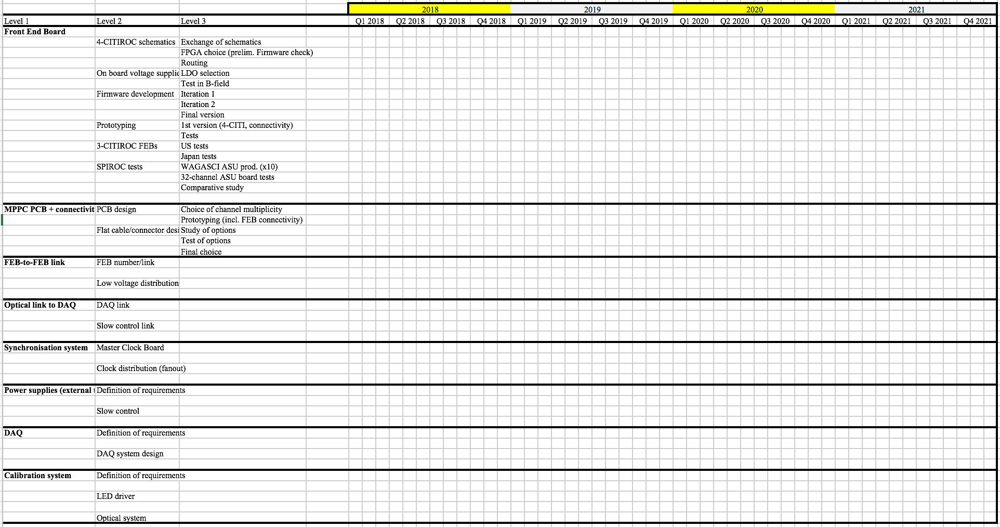 2018 2019 2020 2021
Level 1 Level 2 Level 3 Q1 2018 Q2 2018 Q3 2018 Q4 2018 Q1 2019 Q2 2019 Q3 2019 Q4 2019 Q1 2020 Q2 2020 Q3 2020 Q4 2020 Q1 2021 Q2 2021 Q3 2021 Q4 2021
Front End Board
4-CITIROC schematics Exchange of schematics
FPGA choice (prelim. Firmware check)
Routing
On board voltage supplie LDO selection
Test in B-field
Firmware development Iteration 1
Iteration 2
Final version
Prototyping 1st version (4-CITI, connectivity)
Tests
3-CITIROC FEBs US tests
Japan tests
SPIROC tests WAGASCI ASU prod. (x10)
32-channel ASU board tests
Comparative study
MPPC PCB + connectivit PCB design Choice of channel multiplicity
Prototyping (incl. FEB connectivity)
Flat cable/connector desi Study of options
Test of options
Final choice
FEB-to-FEB link FEB number/link
Low voltage distribution
Optical link to DAQ DAQ link
Slow control link
Synchronisation system Master Clock Board
Clock distribution (fanout)
Power supplies (external Definition of requirements
Slow control
DAQ Definition of requirements
DAQ system design
Calibration system Definition of requirements
LED driver
Optical system